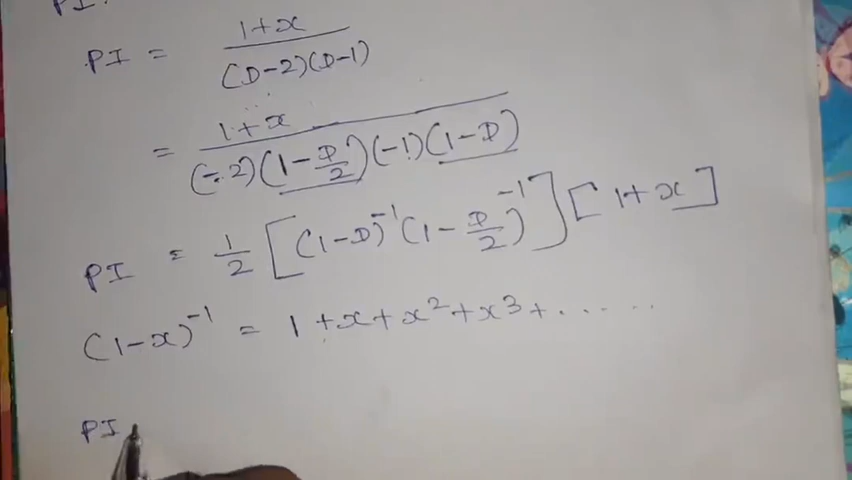 PI.
PI = 1+x / (D-2)(D-1)
= 1+x / (-2)(1-D/2)(-1)(1-D)
PI = 1/2 [(1-D)^-1 (1-D/2)^-1] [1+x]
(1-x)^-1 = 1+x+x^2+x^3+.......
PI